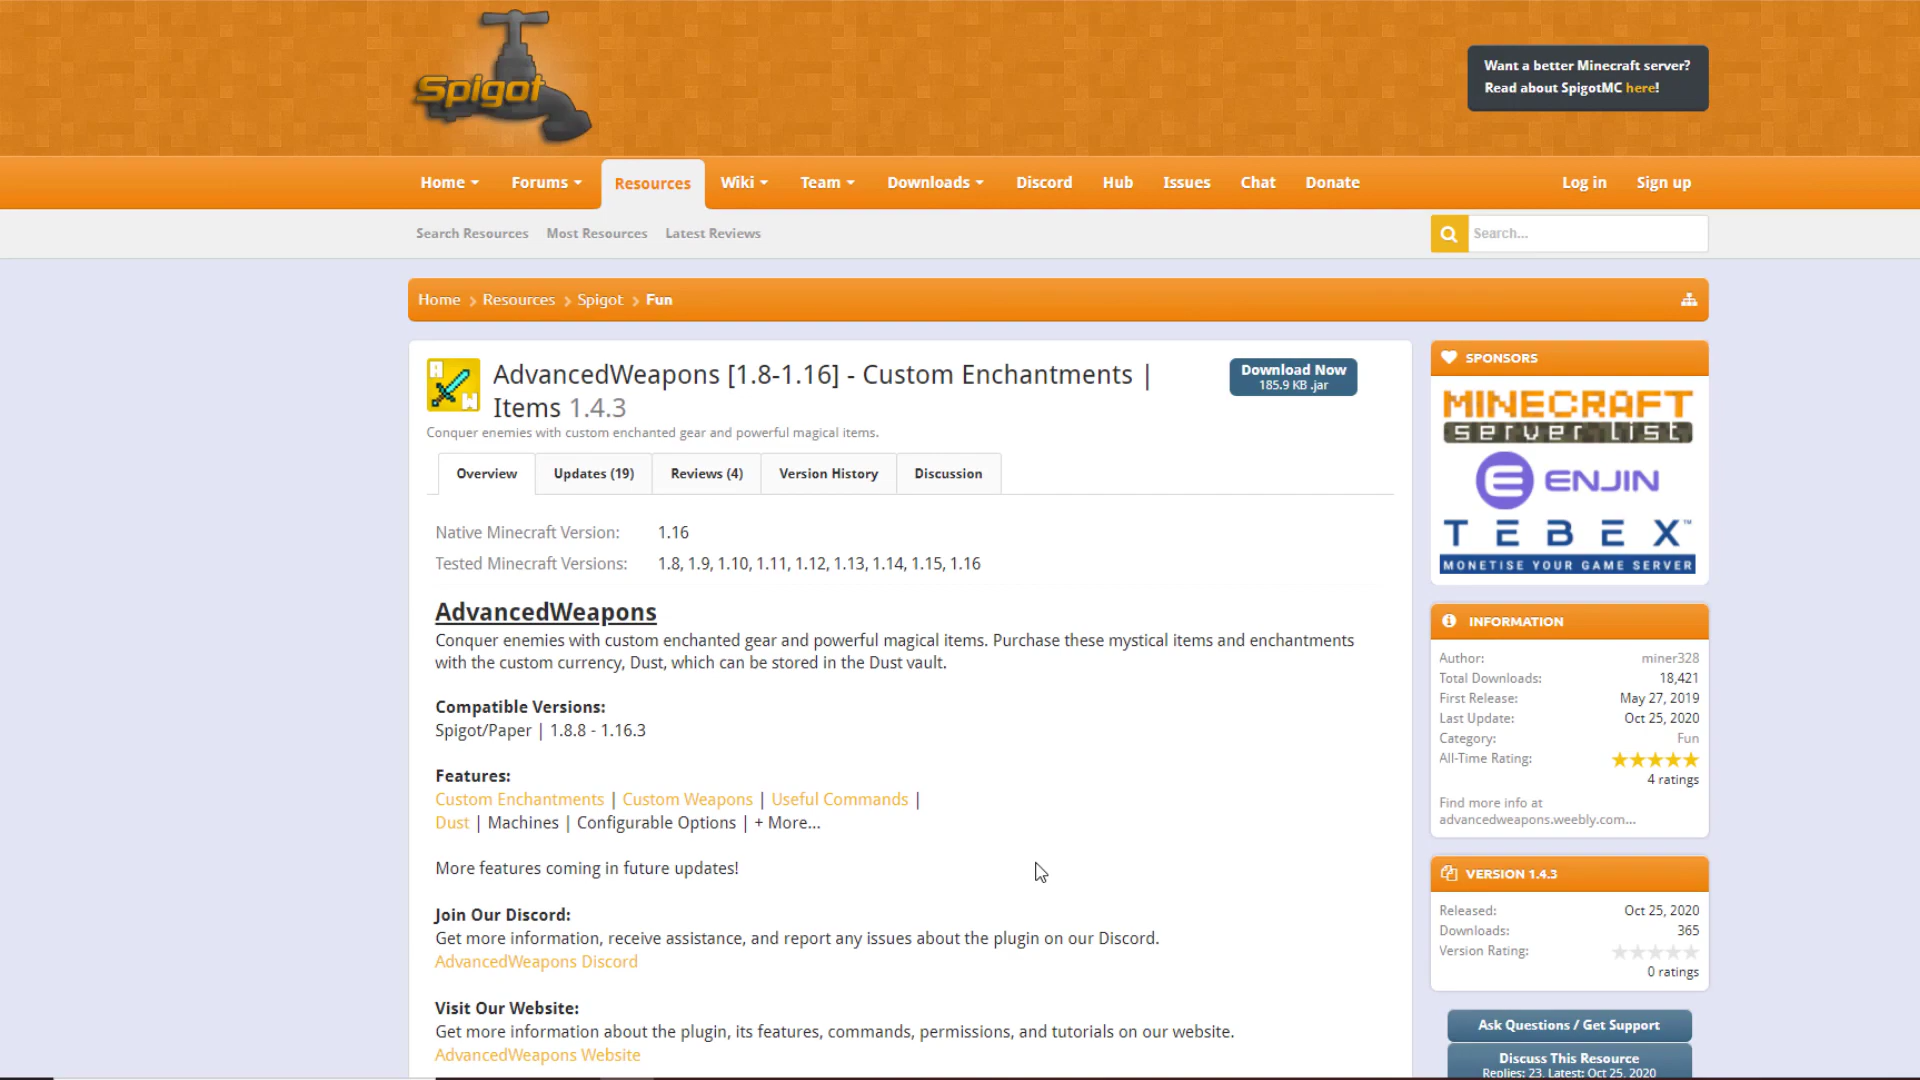 Spigot
Want a better Minecraft server?
Read about SpigotMC here!
Home Forums Resources Wiki Team Downloads Discord Hub Issues Chat Donate Log in Sign up
Search Resources Most Resources Latest Reviews
Search...
Home Resources Spigot Fun
A
W
AdvancedWeapons [1.8-1.16] - Custom Enchantments |
Items 1.4.3
Download Now
185.9 KB .jar
Conquer enemies with custom enchanted gear and powerful magical items.
Overview Updates (19) Reviews (4) Version History Discussion
Native Minecraft Version: 1.16
Tested Minecraft Versions: 1.8, 1.9, 1.10, 1.11, 1.12, 1.13, 1.14, 1.15, 1.16
AdvancedWeapons
Conquer enemies with custom enchanted gear and powerful magical items. Purchase these mystical items and enchantments
with the custom currency, Dust, which can be stored in the Dust vault.
Compatible Versions:
Spigot/Paper | 1.8.8 - 1.16.3
Features:
Custom Enchantments | Custom Weapons | Useful Commands |
Dust | Machines | Configurable Options | + More...
More features coming in future updates!
Join Our Discord:
Get more information, receive assistance, and report any issues about the plugin on our Discord.
AdvancedWeapons Discord
Visit Our Website:
Get more information about the plugin, its features, commands, permissions, and tutorials on our website.
AdvancedWeapons Website
SPONSORS
MINECRAFT
server list
ENJIN
TEBEX™
MONETISE YOUR GAME SERVER
INFORMATION
Author: miner328
Total Downloads: 18,421
First Release: May 27, 2019
Last Update: Oct 25, 2020
Category: Fun
All-Time Rating:
4 ratings
Find more info at
advancedweapons.weebly.com...
VERSION 1.4.3
Released: Oct 25, 2020
Downloads: 365
Version Rating:
0 ratings
Ask Questions / Get Support
Discuss This Resource
Replies: 23, Latest: Oct 25, 2020